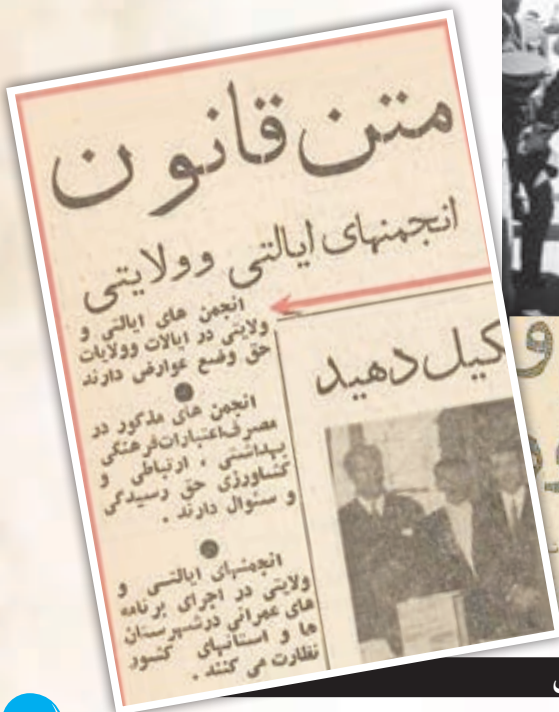 متن قانون
انجمنهای ایالتی وولایتی
انجمن های ایالتی و
ولایتی در ایالات وولایات
حق وضع عوارض دارند
انجمن های مذکور در
مصرف اعتبارات فرهنگی
بهداشتی ، ارتباطی و
کشاورزی حق رسیدگی
و سئوال دارند .
انجمنهای ایالتی و
ولایتی در اجرای برنامه
های عمرانی درشهرستان
ها و استانهای کشور
نظارت می کنند .
کیل دهید
و